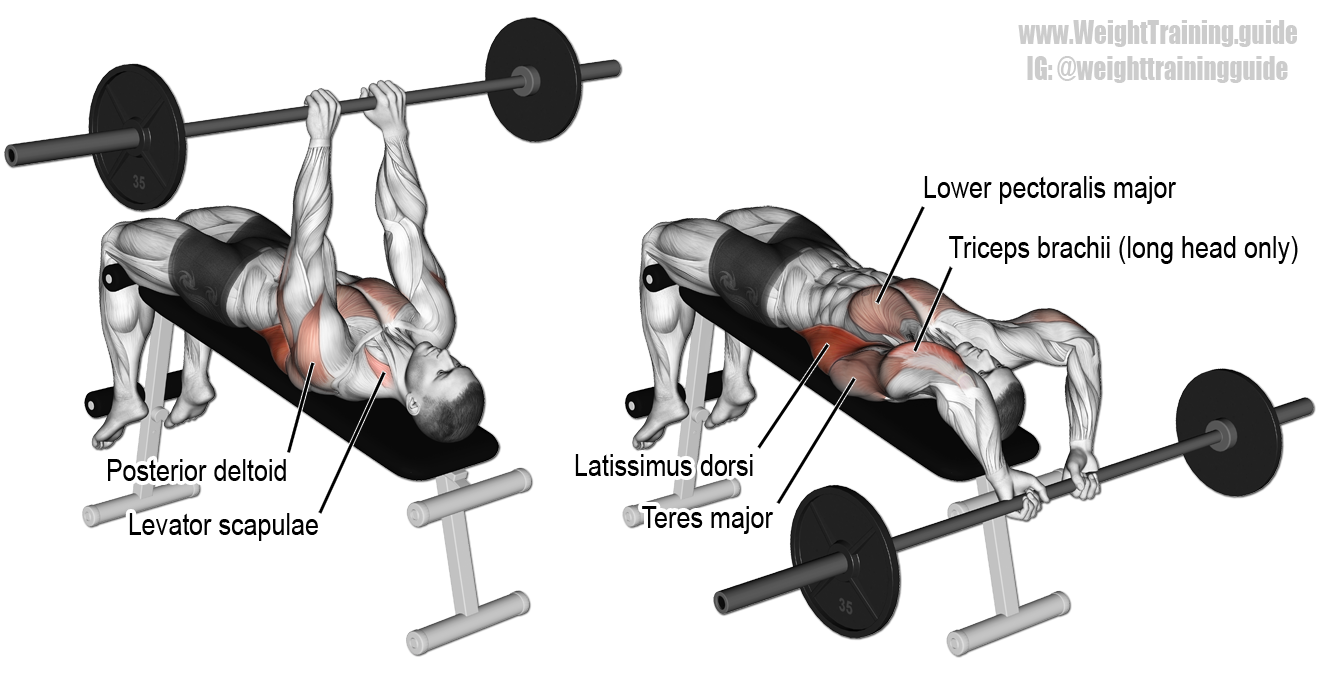 www.WeightTraining.guide
IG: @weighttrainingguide
Lower pectoralis major
Triceps brachii (long head only)
Posterior deltoid
Levator scapulae
Latissimus dorsi
Teres major
35
35